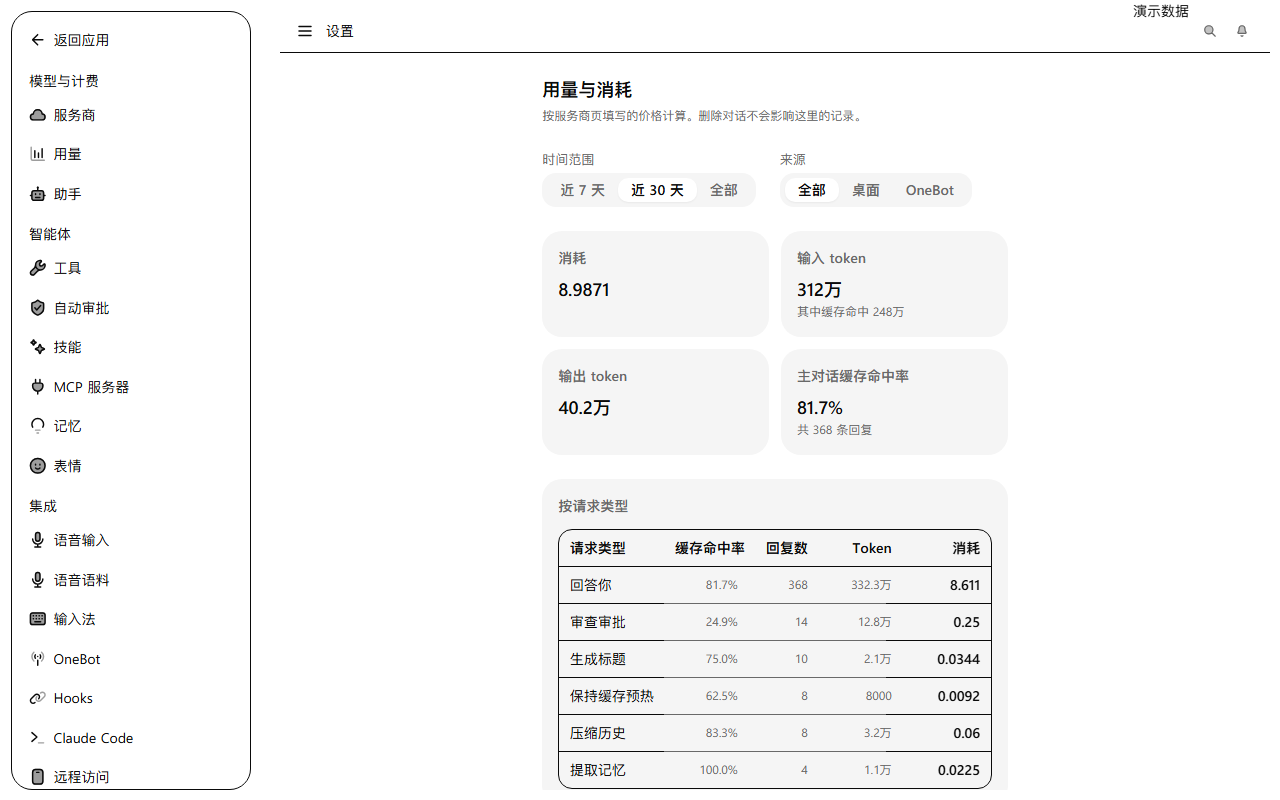 返回应用
模型与计费
服务商
用量
助手
智能体
工具
自动审批
技能
MCP 服务器
记忆
表情
集成
语音输入
语音语料
输入法
OneBot
Hooks
Claude Code
远程访问
设置
演示数据
用量与消耗
按服务商页填写的价格计算。删除对话不会影响这里的记录。
时间范围
近 7 天 近 30 天 全部
来源
全部 桌面 OneBot
消耗
8.9871
输入 token
312万
其中缓存命中 248万
输出 token
40.2万
主对话缓存命中率
81.7%
共 368 条回复
按请求类型
请求类型 缓存命中率 回复数 Token 消耗
回答你 81.7% 368 332.3万 8.611
审查审批 24.9% 14 12.8万 0.25
生成标题 75.0% 10 2.1万 0.0344
保持缓存预热 62.5% 8 8000 0.0092
压缩历史 83.3% 8 3.2万 0.06
提取记忆 100.0% 4 1.1万 0.0225